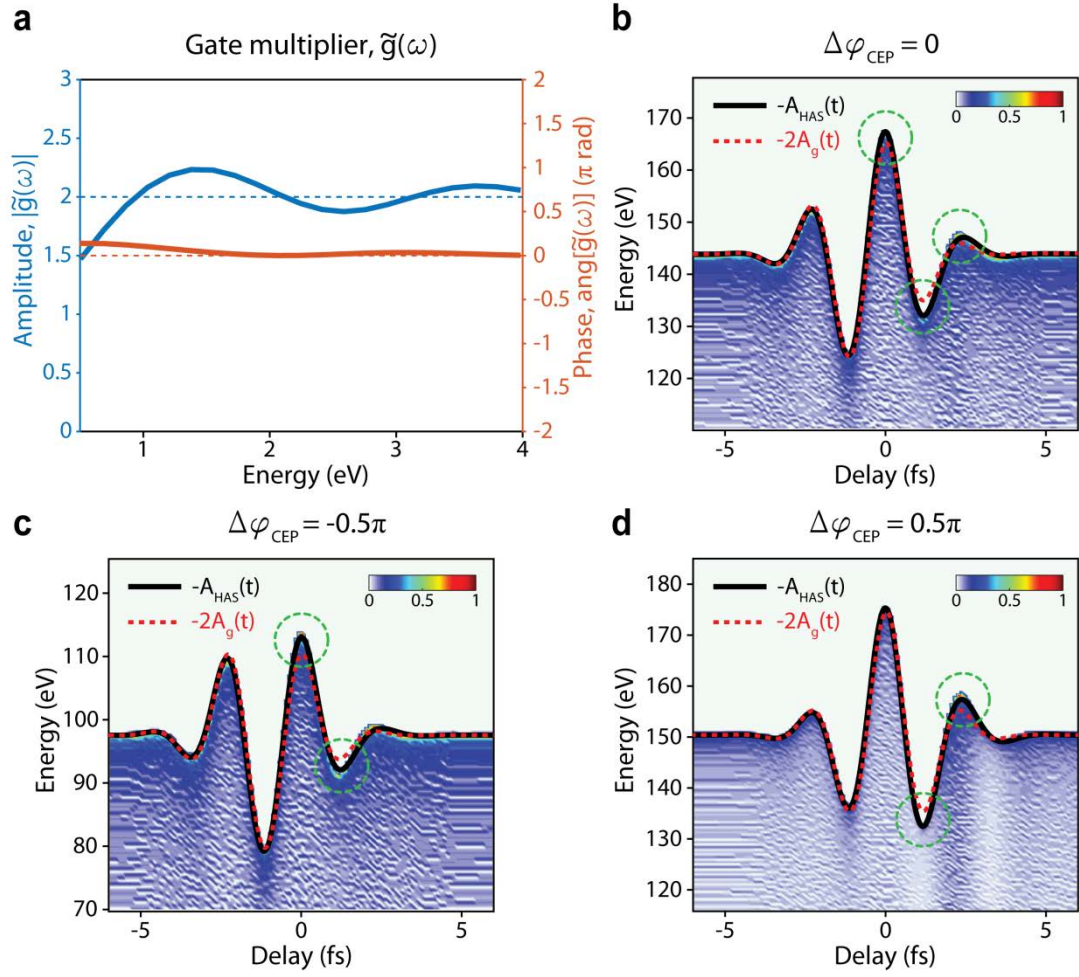 a
Gate multiplier, g̃(ω)
3
2.5
2
1.5
1
0.5
0
Amplitude, |g̃(ω)|
2
1.5
1
0.5
0
-0.5
-1
-1.5
-2
Phase, ang[g̃(ω)] (π rad)
1 2 3 4
Energy (eV)
b
Δφ_CEP = 0
-A_HAS(t)
-2A_g(t)
0 0.5 1
170
160
150
140
130
120
Energy (eV)
-5 0 5
Delay (fs)
c
Δφ_CEP = -0.5π
-A_HAS(t)
-2A_g(t)
0 0.5 1
120
110
100
90
80
70
Energy (eV)
-5 0 5
Delay (fs)
d
Δφ_CEP = 0.5π
-A_HAS(t)
-2A_g(t)
0 0.5 1
180
170
160
150
140
130
120
Energy (eV)
-5 0 5
Delay (fs)